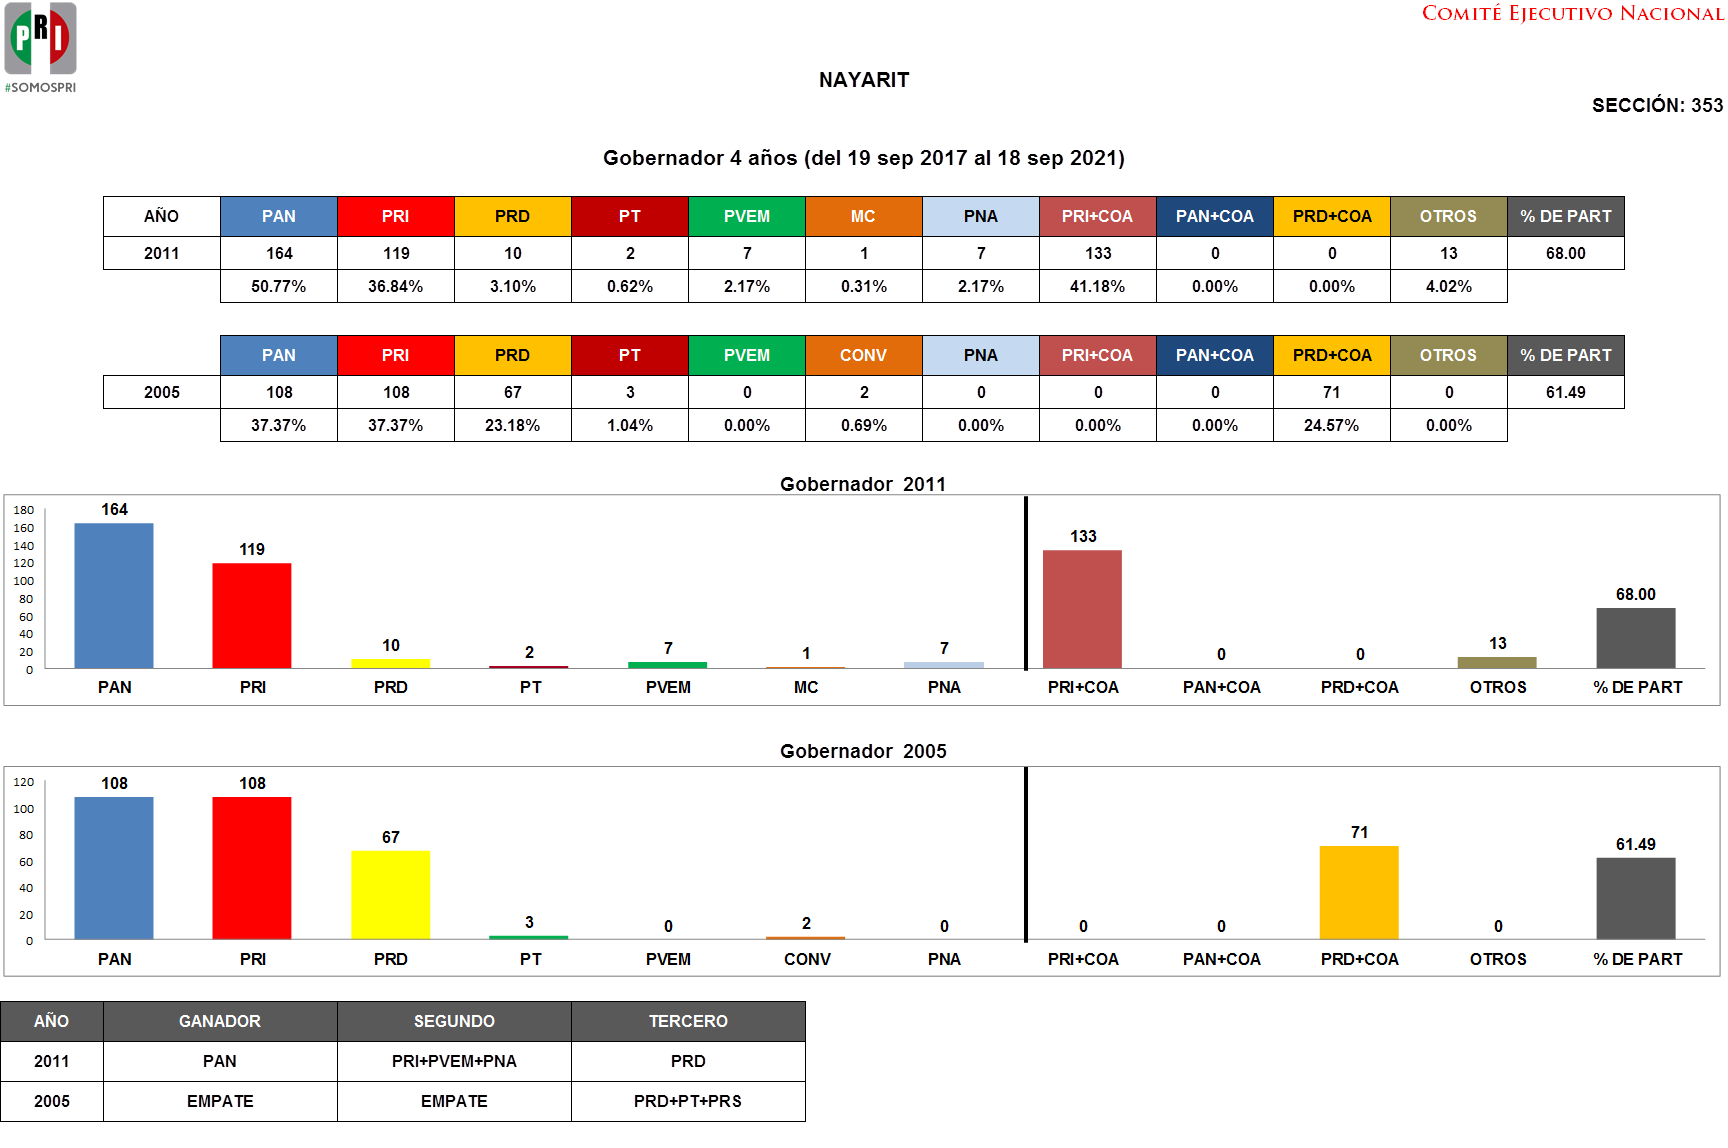 PRI
#SOMOSPRI
COMITÉ EJECUTIVO NACIONAL
NAYARIT
SECCIÓN: 353
Gobernador 4 años (del 19 sep 2017 al 18 sep 2021)
AÑO PAN PRI PRD PT PVEM MC PNA PRI+COA PAN+COA PRD+COA OTROS % DE PART
2011 164 119 10 2 7 1 7 133 0 0 13 68.00
50.77% 36.84% 3.10% 0.62% 2.17% 0.31% 2.17% 41.18% 0.00% 0.00% 4.02%
PAN PRI PRD PT PVEM CONV PNA PRI+COA PAN+COA PRD+COA OTROS % DE PART
2005 108 108 67 3 0 2 0 0 0 71 0 61.49
37.37% 37.37% 23.18% 1.04% 0.00% 0.69% 0.00% 0.00% 0.00% 24.57% 0.00%
Gobernador 2011
180
160
140
120
100
80
60
40
20
0
164 119 10 2 7 1 7 133 0 0 13 68.00
PAN PRI PRD PT PVEM MC PNA PRI+COA PAN+COA PRD+COA OTROS % DE PART
Gobernador 2005
120
100
80
60
40
20
0
108 108 67 3 0 2 0 0 0 71 0 61.49
PAN PRI PRD PT PVEM CONV PNA PRI+COA PAN+COA PRD+COA OTROS % DE PART
AÑO GANADOR SEGUNDO TERCERO
2011 PAN PRI+PVEM+PNA PRD
2005 EMPATE EMPATE PRD+PT+PRS